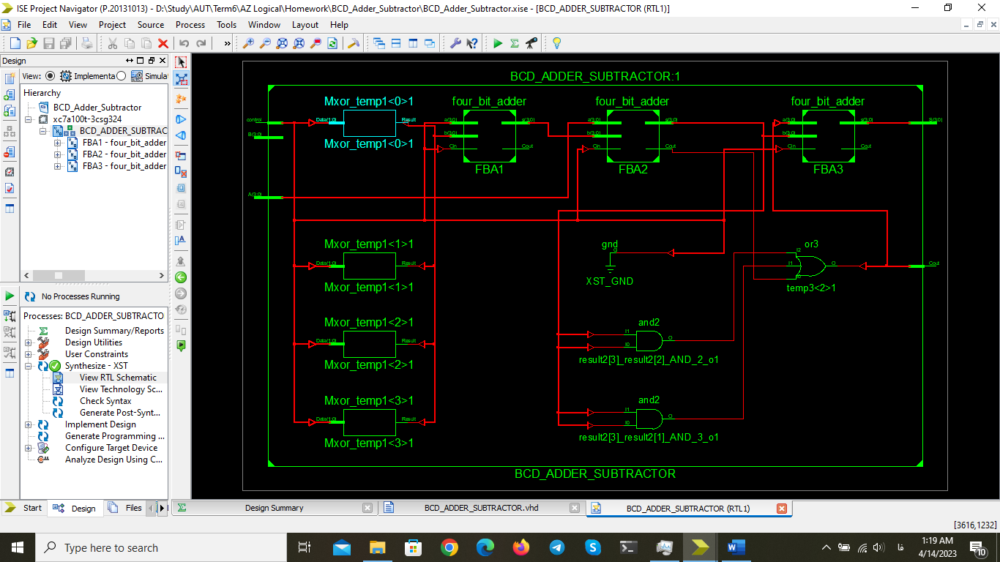 ISE Project Navigator (P.20131013) - D:\Study\AUT\Term6\AZ Logical\Homework\BCD_Adder_Subtractor\BCD_Adder_Subtractor.xise - [BCD_ADDER_SUBTRACTOR (RTL1)]
File Edit View Project Source Process Tools Window Layout Help
Design
View: Implementa Simulat
Hierarchy
BCD_Adder_Subtractor
xc7a100t-3csg324
BCD_ADDER_SUBTRAC
FBA1 - four_bit_adder
FBA2 - four_bit_adder
FBA3 - four_bit_adder
No Processes Running
Processes: BCD_ADDER_SUBTRACTO
Design Summary/Reports
Design Utilities
User Constraints
Synthesize - XST
View RTL Schematic
View Technology Sc...
Check Syntax
Generate Post-Synt...
Implement Design
Generate Programming ...
Configure Target Device
Analyze Design Using C...
Start Design Files
BCD_ADDER_SUBTRACTOR:1
Mxor_temp1<0>1 four_bit_adder four_bit_adder four_bit_adder
control Data(1:0) Result a(3:0) s(3:0) a(3:0) s(3:0) a(3:0) s(3:0) S(3:0)
B(3:0) b(3:0) b(3:0) b(3:0)
Mxor_temp1<0>1 Cin Cout Cin Cout Cin Cout
FBA1 FBA2 FBA3
A(3:0)
Mxor_temp1<1>1 gnd or3
G I2
Data(1:0) Result I1 O Cout
I0
Mxor_temp1<1>1 XST_GND temp3<2>1
Mxor_temp1<2>1 and2
I1
Data(1:0) Result I0 O
Mxor_temp1<2>1 result2[3]_result2[2]_AND_2_o1
Mxor_temp1<3>1 and2
I1
Data(1:0) Result I0 O
Mxor_temp1<3>1 result2[3]_result2[1]_AND_3_o1
BCD_ADDER_SUBTRACTOR
Design Summary BCD_ADDER_SUBTRACTOR.vhd BCD_ADDER_SUBTRACTOR (RTL1)
[3616,1232]
Type here to search
فا
1:19 AM
4/14/2023
10